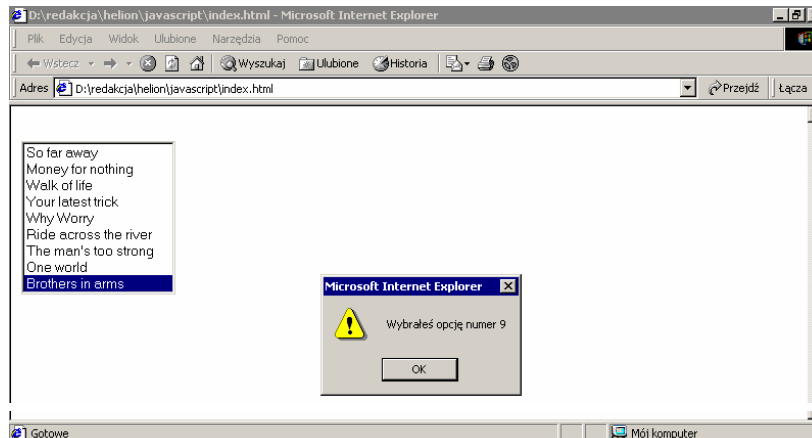 D:\redakcja\helion\javascript\index.html - Microsoft Internet Explorer
Plik Edycja Widok Ulubione Narzędzia Pomoc
Wstecz Wyszukaj Ulubione Historia
Adres D:\redakcja\helion\javascript\index.html Przejdź Łącza
So far away
Money for nothing
Walk of life
Your latest trick
Why Worry
Ride across the river
The man's too strong
One world
Brothers in arms
Microsoft Internet Explorer
Wybrałeś opcję numer 9
OK
Gotowe Mój komputer